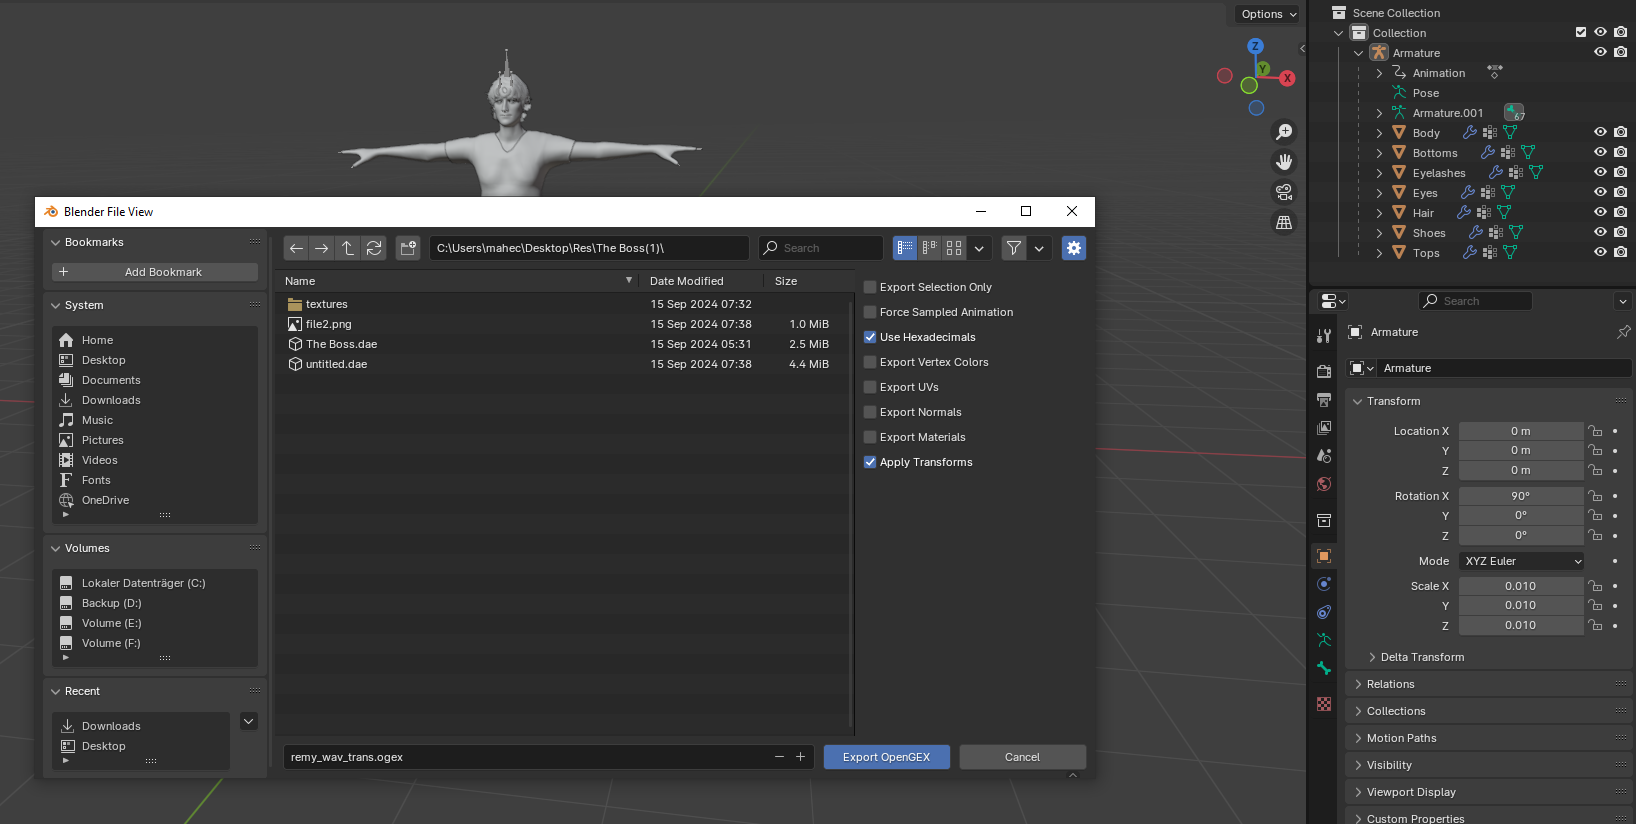 Options
Z
Y
X
Scene Collection
Collection
Armature
Animation
Pose
Armature.001
67
Body
Bottoms
Eyelashes
Eyes
Hair
Shoes
Tops
Blender File View
Bookmarks
Add Bookmark
System
Home
Desktop
Documents
Downloads
Music
Pictures
Videos
Fonts
OneDrive
Volumes
Lokaler Datenträger (C:)
Backup (D:)
Volume (E:)
Volume (F:)
Recent
Downloads
Desktop
C:\Users\mahec\Desktop\Res\The Boss(1)\
Search
Name Date Modified Size
textures 15 Sep 2024 07:32
file2.png 15 Sep 2024 07:38 1.0 MiB
The Boss.dae 15 Sep 2024 05:31 2.5 MiB
untitled.dae 15 Sep 2024 07:38 4.4 MiB
Export Selection Only
Force Sampled Animation
Use Hexadecimals
Export Vertex Colors
Export UVs
Export Normals
Export Materials
Apply Transforms
remy_wav_trans.ogex
Export OpenGEX
Cancel
Search
Armature
Armature
Transform
Location X 0 m
Y 0 m
Z 0 m
Rotation X 90°
Y 0°
Z 0°
Mode XYZ Euler
Scale X 0.010
Y 0.010
Z 0.010
Delta Transform
Relations
Collections
Motion Paths
Visibility
Viewport Display
Custom Properties